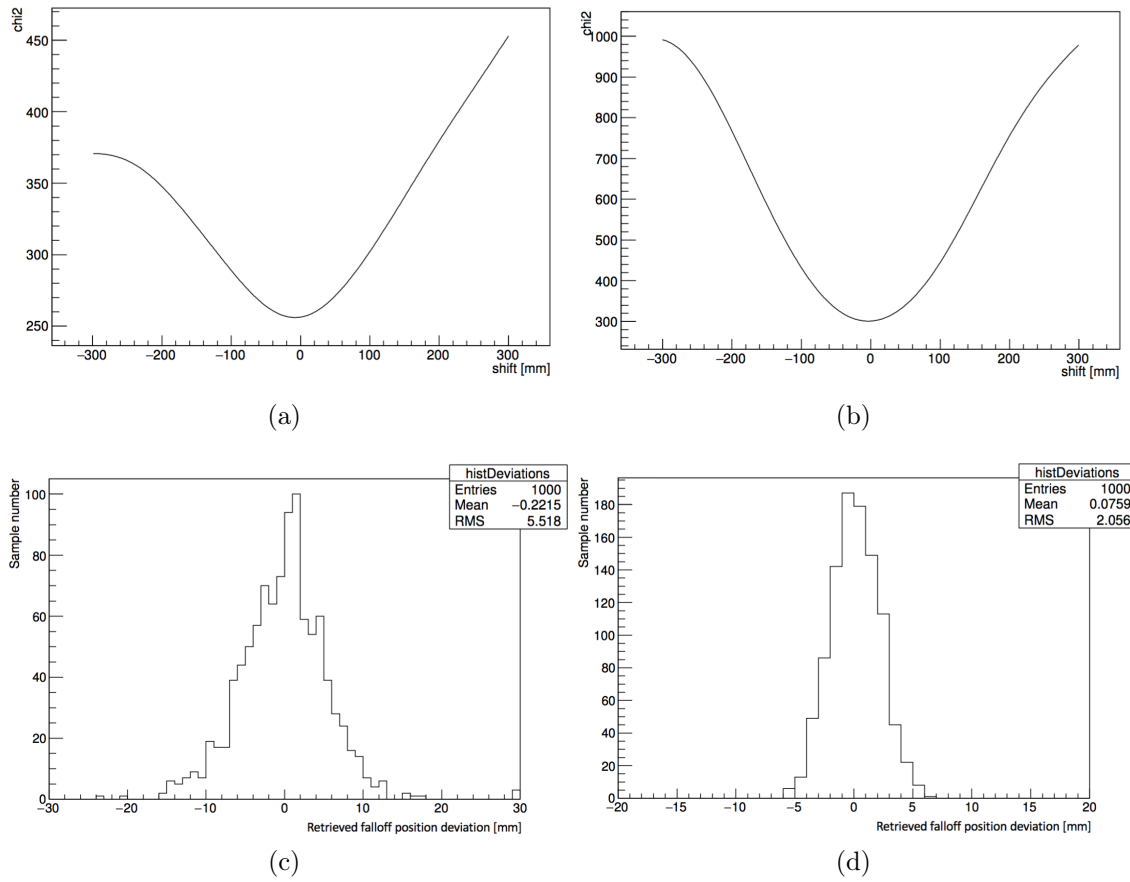 chi2
450
400
350
300
250
−300 −200 −100 0 100 200 300
shift [mm]
(a)
chi2
1000
900
800
700
600
500
400
300
−300 −200 −100 0 100 200 300
shift [mm]
(b)
histDeviations
Entries 1000
Mean −0.2215
RMS 5.518
Sample number
100
80
60
40
20
0
−30 −20 −10 0 10 20 30
Retrieved falloff position deviation [mm]
(c)
histDeviations
Entries 1000
Mean 0.0759
RMS 2.056
Sample number
180
160
140
120
100
80
60
40
20
0
−20 −15 −10 −5 0 5 10 15 20
Retrieved falloff position deviation [mm]
(d)